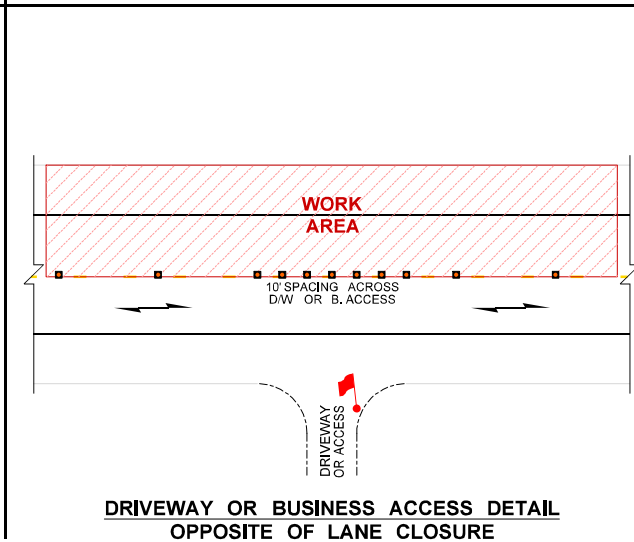 WORK
AREA
10' SPACING ACROSS
D/W OR B. ACCESS
DRIVEWAY
OR ACCESS
DRIVEWAY OR BUSINESS ACCESS DETAIL
OPPOSITE OF LANE CLOSURE